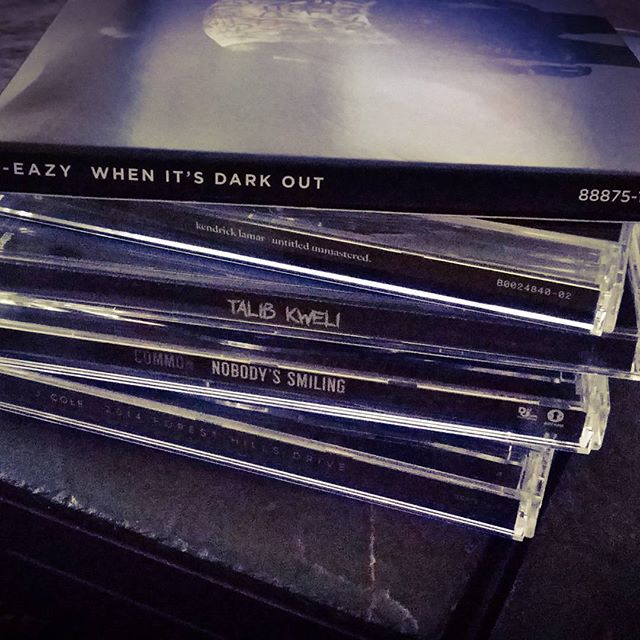 -EAZY WHEN IT'S DARK OUT 88875-1
kendrick lamar untitled unmastered. B0024840-02
TALIB KWELI
COMMON NOBODY'S SMILING
J COLE 2014 FOREST HILLS DRIVE